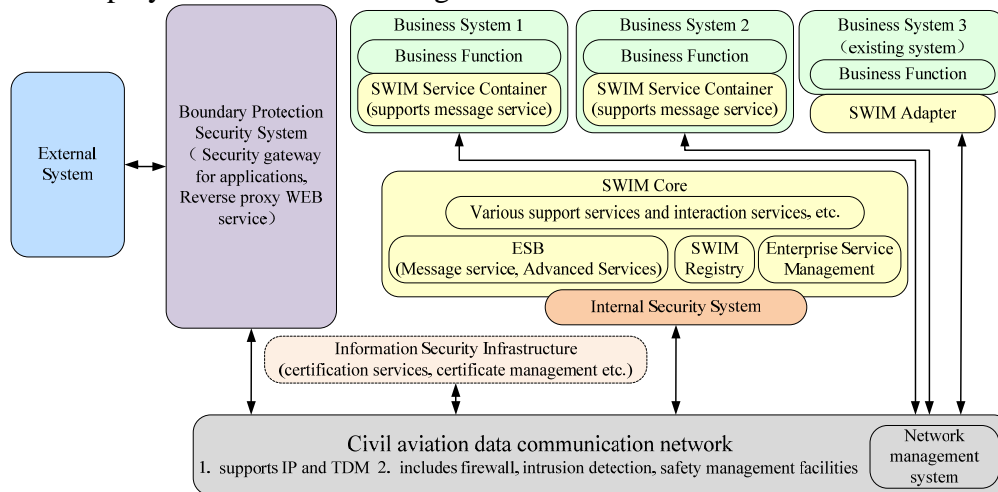 Business System 1
Business Function
SWIM Service Container
(supports message service)
Business System 2
Business Function
SWIM Service Container
(supports message service)
Business System 3
（existing system）
Business Function
SWIM Adapter
External
System
Boundary Protection
Security System
（ Security gateway
for applications,
Reverse proxy WEB
service）
SWIM Core
Various support services and interaction services, etc.
ESB
(Message service, Advanced Services)
SWIM
Registry
Enterprise Service
Management
Internal Security System
Information Security Infrastructure
(certification services, certificate management etc.)
Civil aviation data communication network
1. supports IP and TDM 2. includes firewall, intrusion detection, safety management facilities
Network
management
system